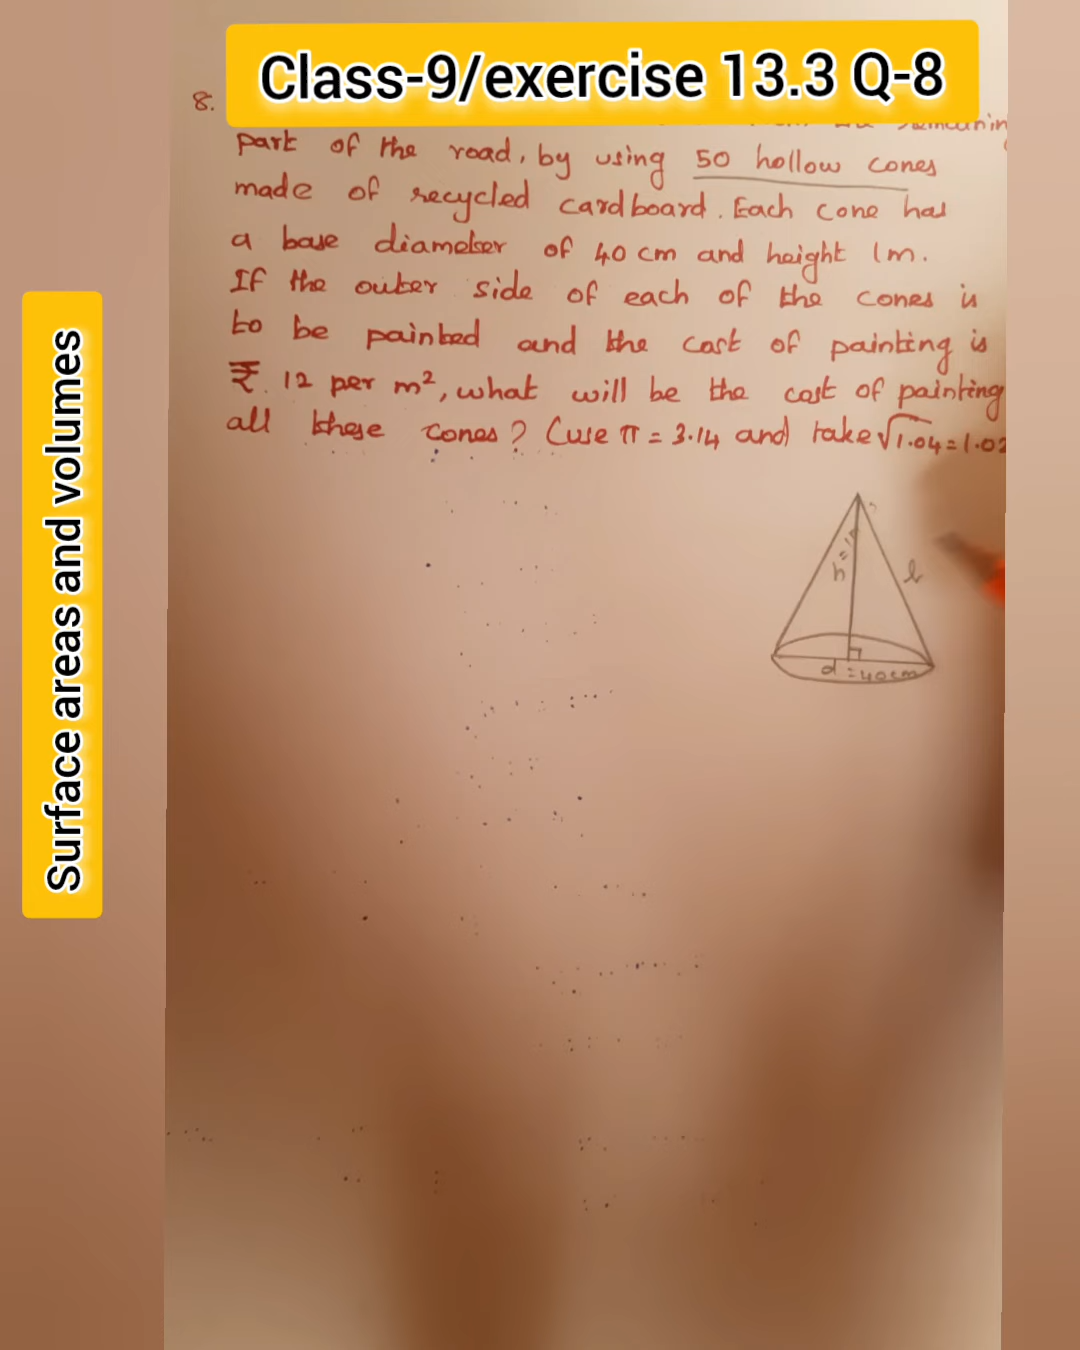 Class-9/exercise 13.3 Q-8
8.
part of the road, by using 50 hollow cones
made of recycled cardboard. Each cone has
a base diameter of 40 cm and height 1m.
If the outer side of each of the cones is
to be painted and the cost of painting is
₹. 12 per m², what will be the cost of painting
all these cones? (use π = 3.14 and take √1.04 = 1.02
h = 1
l
d = 40cm
Surface areas and volumes